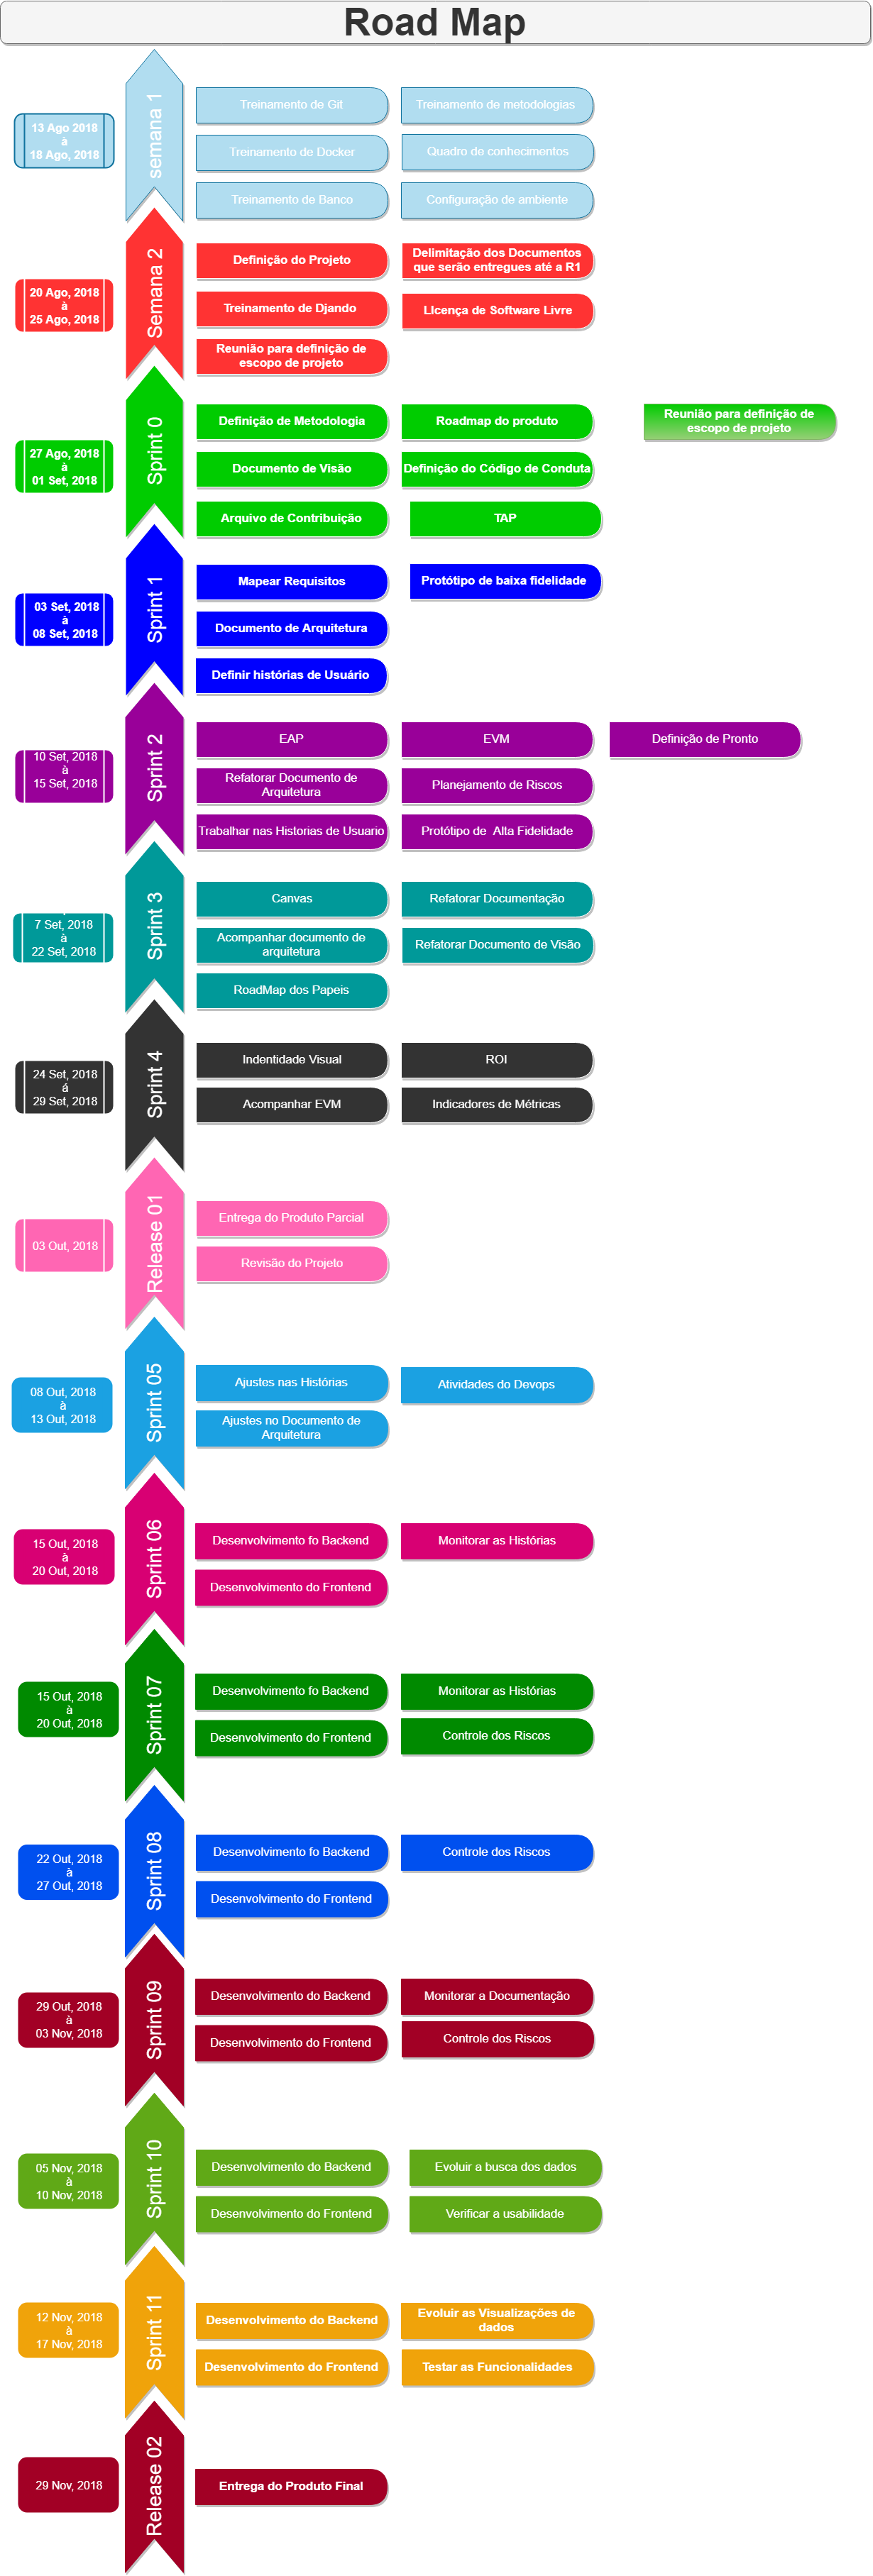 Road Map
semana 1
13 Ago 2018
à
18 Ago, 2018
Treinamento de Git
Treinamento de metodologias
Treinamento de Docker
Quadro de conhecimentos
Treinamento de Banco
Configuração de ambiente
Semana 2
20 Ago, 2018
à
25 Ago, 2018
Definição do Projeto
Delimitação dos Documentos
que serão entregues até a R1
Treinamento de Djando
LIcença de Software Livre
Reunião para definição de
escopo de projeto
Sprint 0
27 Ago, 2018
à
01 Set, 2018
Definição de Metodologia
Roadmap do produto
Reunião para definição de
escopo de projeto
Documento de Visão
Definição do Código de Conduta
Arquivo de Contribuição
TAP
Sprint 1
03 Set, 2018
à
08 Set, 2018
Mapear Requisitos
Protótipo de baixa fidelidade
Documento de Arquitetura
Definir histórias de Usuário
Sprint 2
10 Set, 2018
à
15 Set, 2018
EAP
EVM
Definição de Pronto
Refatorar Documento de
Arquitetura
Planejamento de Riscos
Trabalhar nas Historias de Usuario
Protótipo de  Alta Fidelidade
Sprint 3
7 Set, 2018
à
22 Set, 2018
Canvas
Refatorar Documentação
Acompanhar documento de
arquitetura
Refatorar Documento de Visão
RoadMap dos Papeis
Sprint 4
24 Set, 2018
á
29 Set, 2018
Indentidade Visual
ROI
Acompanhar EVM
Indicadores de Métricas
Release 01
03 Out, 2018
Entrega do Produto Parcial
Revisão do Projeto
Sprint 05
08 Out, 2018
à
13 Out, 2018
Ajustes nas Histórias
Atividades do Devops
Ajustes no Documento de
Arquitetura
Sprint 06
15 Out, 2018
à
20 Out, 2018
Desenvolvimento fo Backend
Monitorar as Histórias
Desenvolvimento do Frontend
Sprint 07
15 Out, 2018
à
20 Out, 2018
Desenvolvimento fo Backend
Monitorar as Histórias
Desenvolvimento do Frontend
Controle dos Riscos
Sprint 08
22 Out, 2018
à
27 Out, 2018
Desenvolvimento fo Backend
Controle dos Riscos
Desenvolvimento do Frontend
Sprint 09
29 Out, 2018
à
03 Nov, 2018
Desenvolvimento do Backend
Monitorar a Documentação
Desenvolvimento do Frontend
Controle dos Riscos
Sprint 10
05 Nov, 2018
à
10 Nov, 2018
Desenvolvimento do Backend
Evoluir a busca dos dados
Desenvolvimento do Frontend
Verificar a usabilidade
Sprint 11
12 Nov, 2018
à
17 Nov, 2018
Desenvolvimento do Backend
Evoluir as Visualizações de
dados
Desenvolvimento do Frontend
Testar as Funcionalidades
Release 02
29 Nov, 2018
Entrega do Produto Final